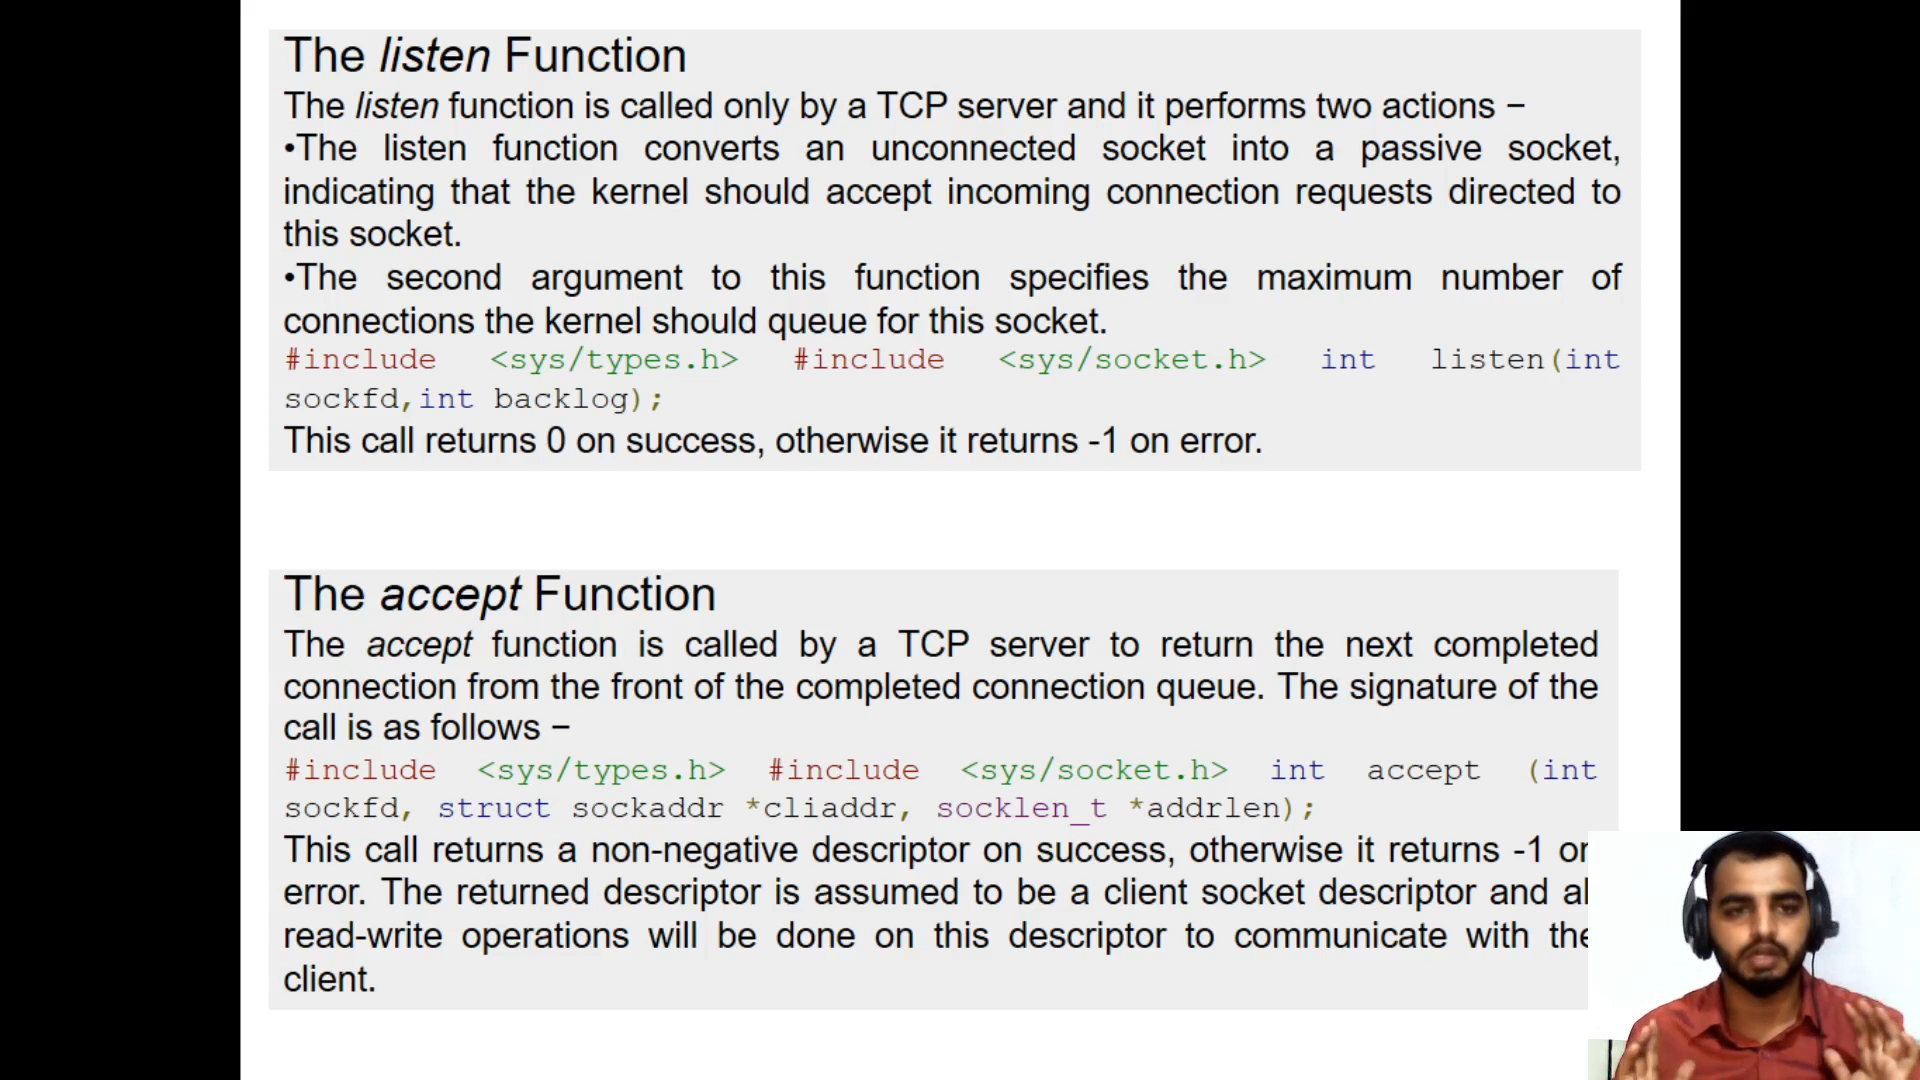 The listen Function
The listen function is called only by a TCP server and it performs two actions −
•The listen function converts an unconnected socket into a passive socket,
indicating that the kernel should accept incoming connection requests directed to
this socket.
•The second argument to this function specifies the maximum number of
connections the kernel should queue for this socket.
#include <sys/types.h> #include <sys/socket.h> int listen(int
sockfd,int backlog);
This call returns 0 on success, otherwise it returns -1 on error.
The accept Function
The accept function is called by a TCP server to return the next completed
connection from the front of the completed connection queue. The signature of the
call is as follows −
#include <sys/types.h> #include <sys/socket.h> int accept (int
sockfd, struct sockaddr *cliaddr, socklen_t *addrlen);
This call returns a non-negative descriptor on success, otherwise it returns -1
error. The returned descriptor is assumed to be a client socket descriptor and
read-write operations will be done on this descriptor to communicate with the
client.